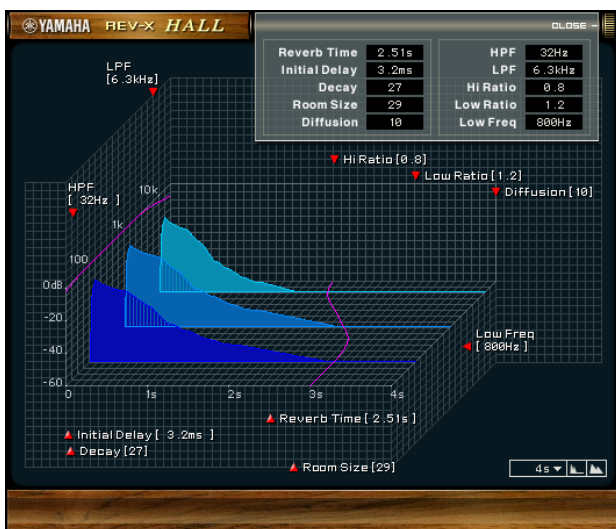 YAMAHA REV-X HALL
CLOSE –
Reverb Time 2.51s
Initial Delay 3.2ms
Decay 27
Room Size 29
Diffusion 10
HPF 32Hz
LPF 6.3kHz
Hi Ratio 0.8
Low Ratio 1.2
Low Freq 800Hz
LPF
[6.3kHz]
Hi Ratio [0.8]
Low Ratio [1.2]
Diffusion [10]
HPF
[ 32Hz ]
10k
1k
100
0dB
-20
-40
-60
0 1s 2s 3s 4s
Low Freq
[ 800Hz]
Reverb Time [ 2.51s ]
Initial Delay [ 3.2ms ]
Decay [27]
Room Size [29]
4s